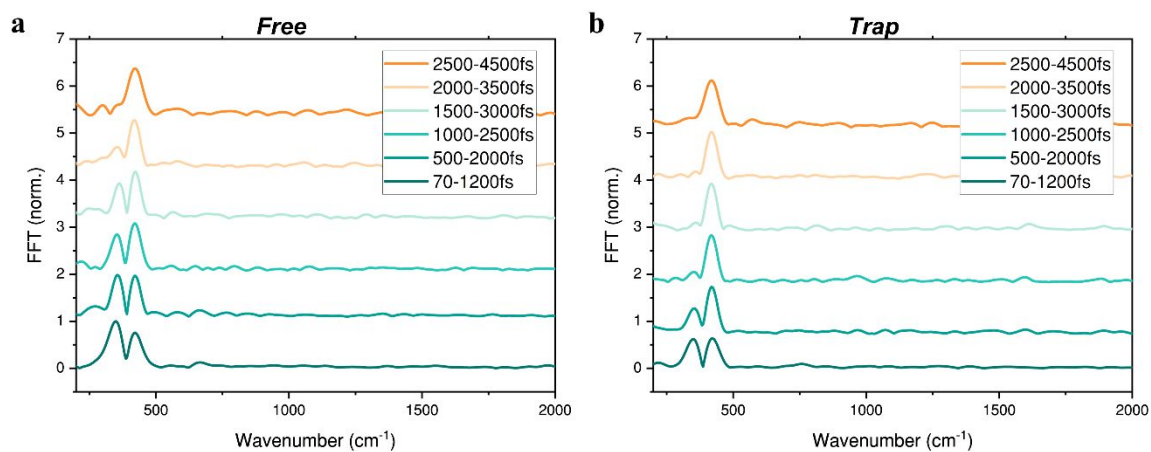 a
Free
7
6
5
4
3
2
1
0
FFT (norm.)
2500-4500fs
2000-3500fs
1500-3000fs
1000-2500fs
500-2000fs
70-1200fs
500
1000
1500
2000
Wavenumber (cm⁻¹)
b
Trap
7
6
5
4
3
2
1
0
FFT (norm.)
2500-4500fs
2000-3500fs
1500-3000fs
1000-2500fs
500-2000fs
70-1200fs
500
1000
1500
2000
Wavenumber (cm⁻¹)